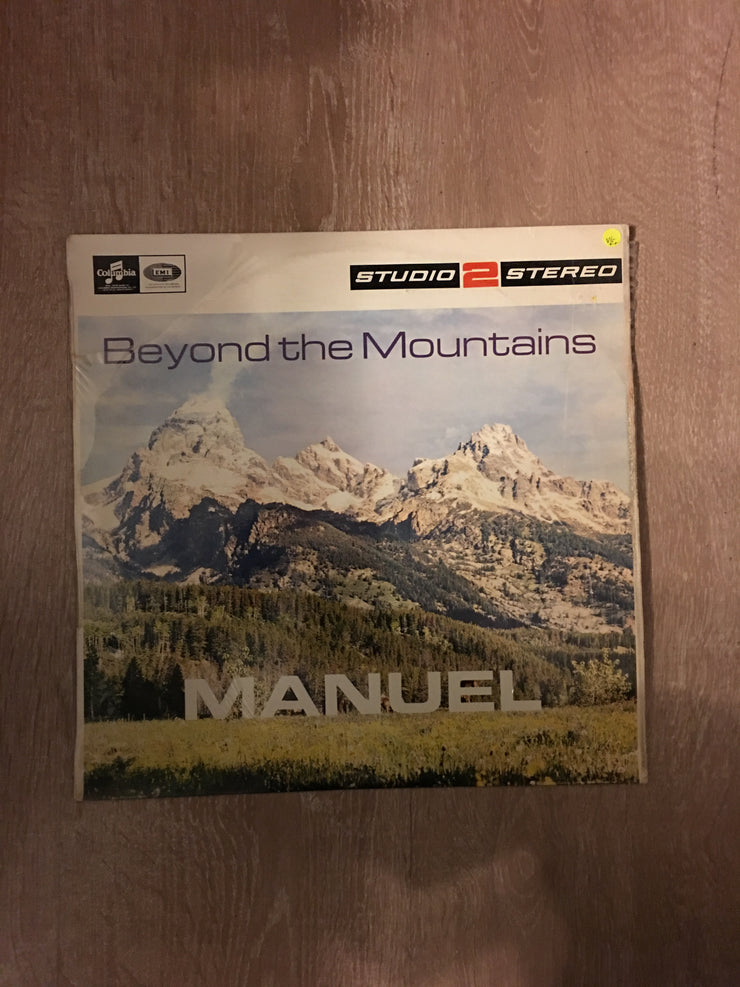 Columbia
EMI
STUDIO 2 STEREO
Beyond the Mountains
MANUEL